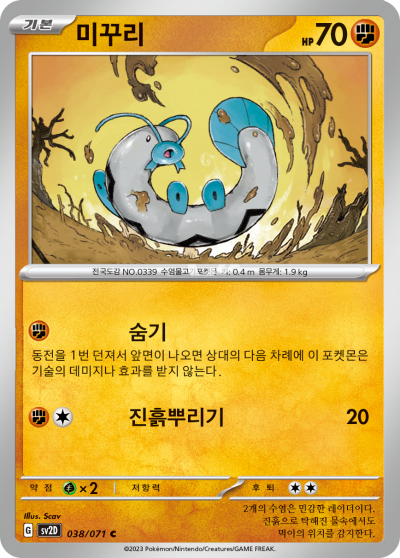 기본 미꾸리 HP 70
전국도감 NO.0339 수염물고기포켓몬 키: 0.4 m 몸무게: 1.9 kg
숨기
동전을 1번 던져서 앞면이 나오면 상대의 다음 차례에 이 포켓몬은
기술의 데미지나 효과를 받지 않는다.
진흙뿌리기 20
약점 ×2 저항력 후퇴
Illus. Scav
G sv2D 038/071 C
2개의 수염은 민감한 레이더이다.
진흙으로 탁해진 물속에서도
먹이의 위치를 감지한다.
©2023 Pokémon/Nintendo/Creatures/GAME FREAK.